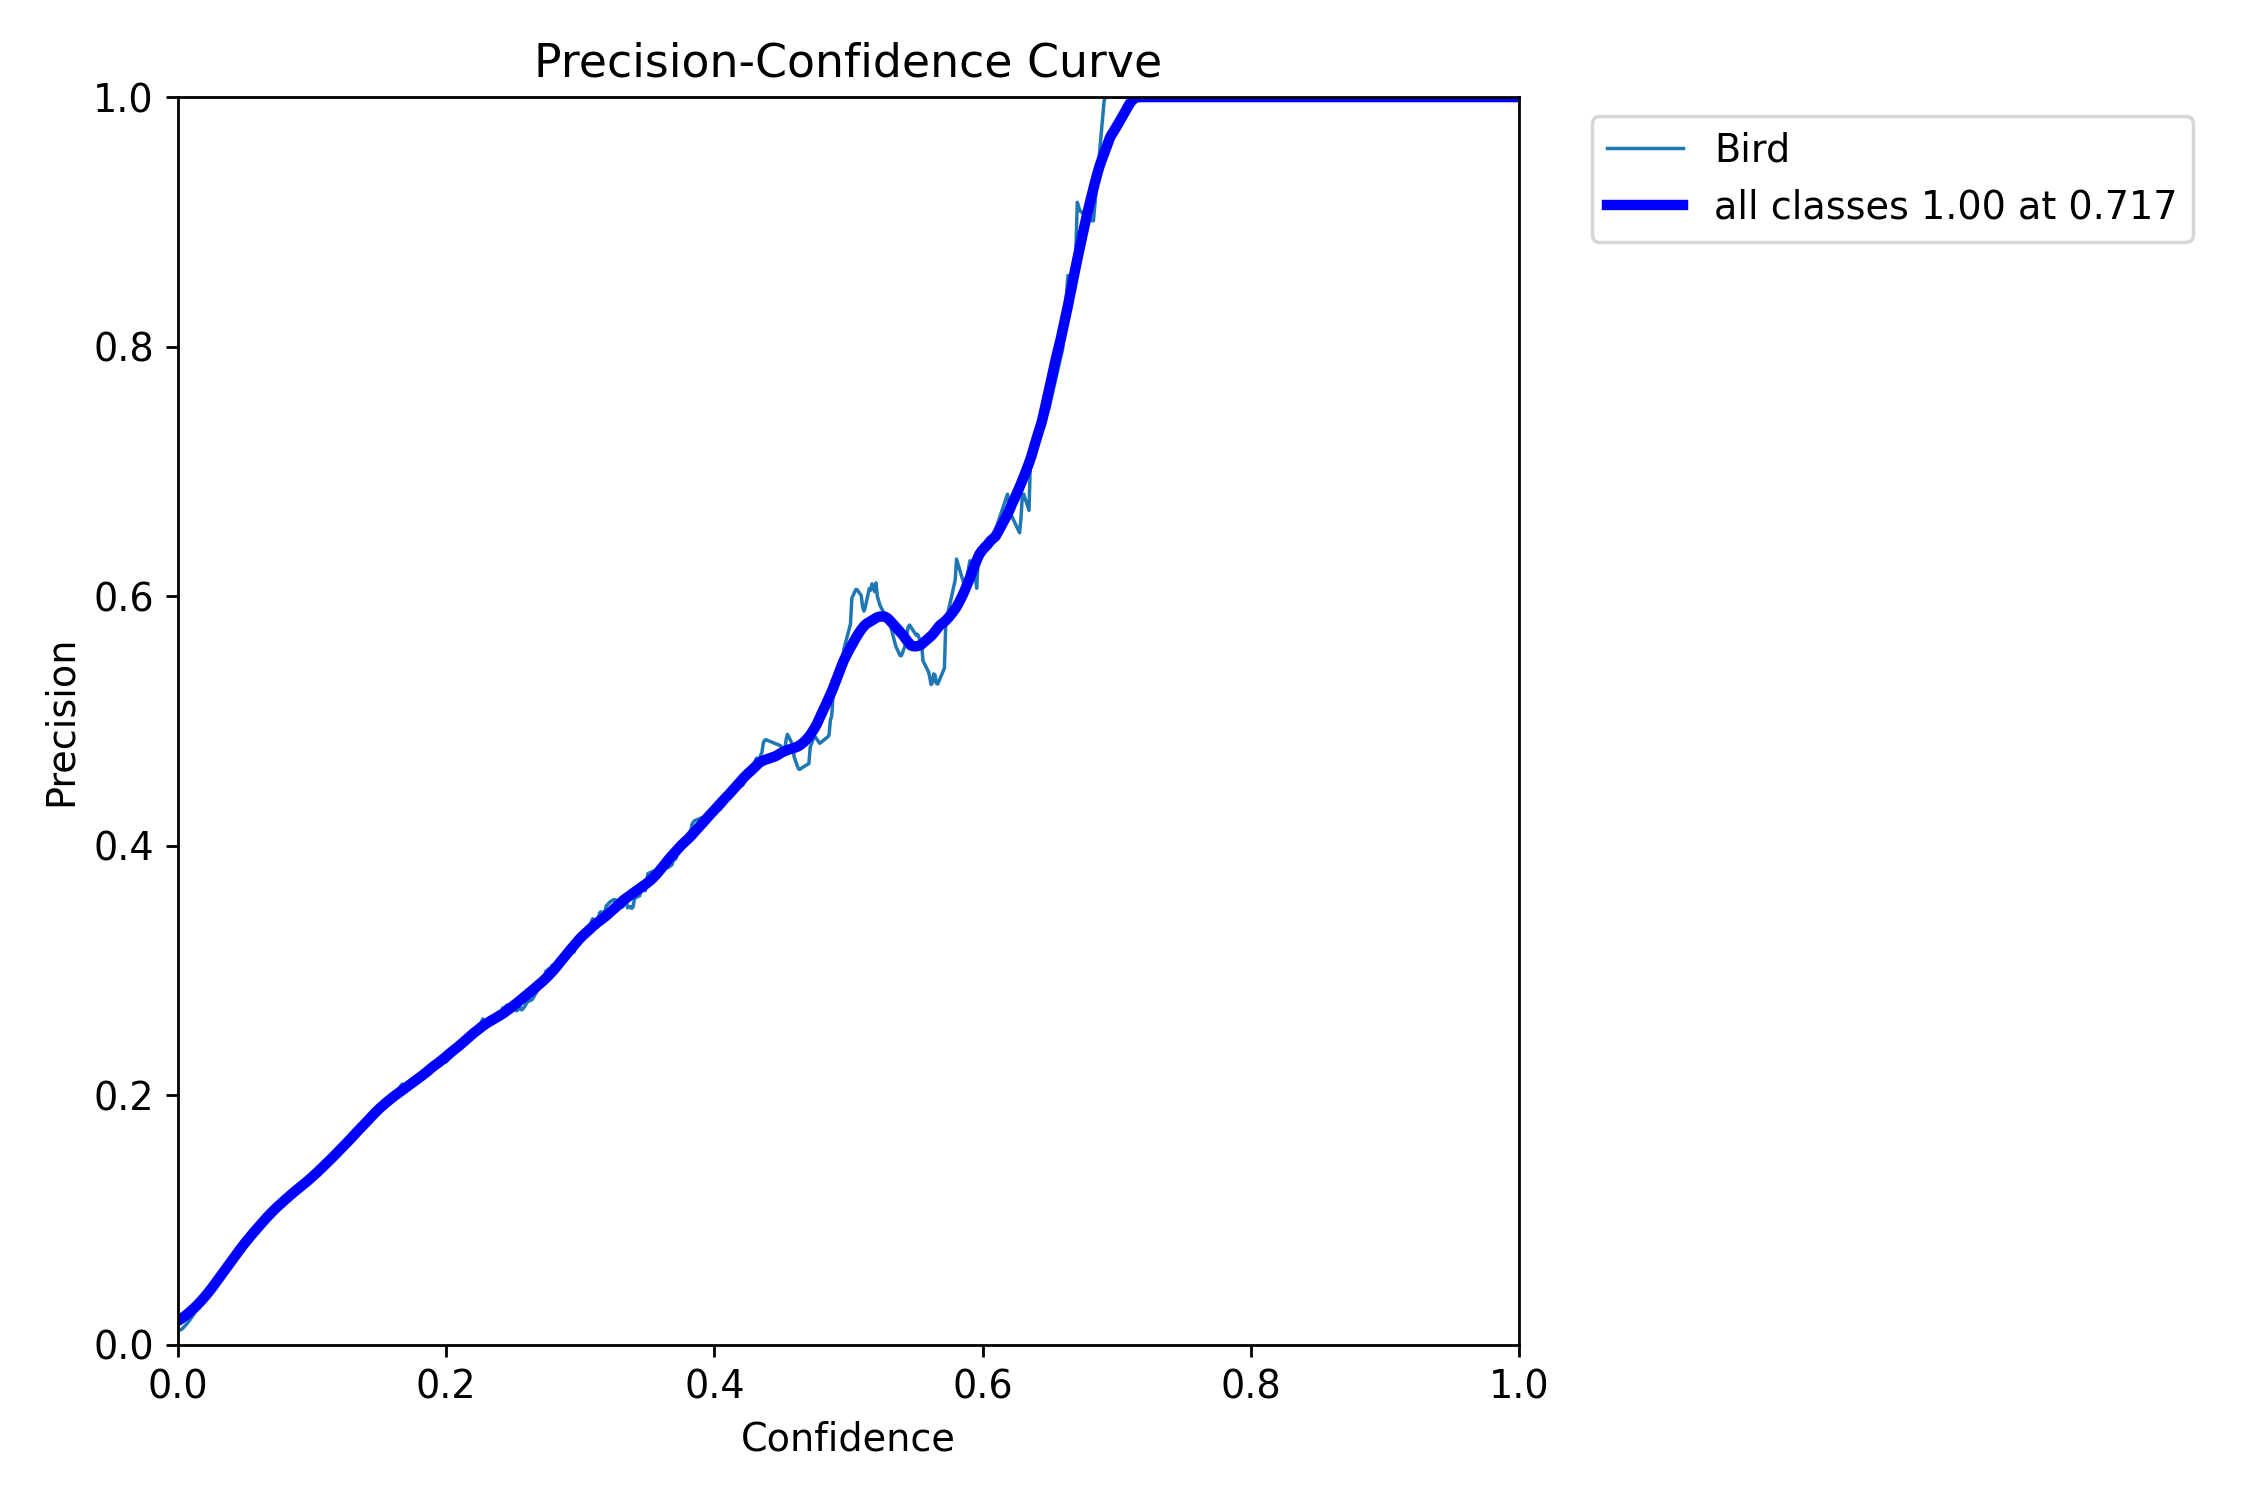 Precision-Confidence Curve
Bird
all classes 1.00 at 0.717
Precision
1.0
0.8
0.6
0.4
0.2
0.0
0.0 0.2 0.4 0.6 0.8 1.0
Confidence